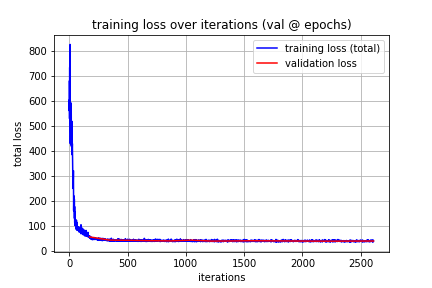 training loss over iterations (val @ epochs)
training loss (total)
validation loss
total loss
800
700
600
500
400
300
200
100
0
0 500 1000 1500 2000 2500
iterations